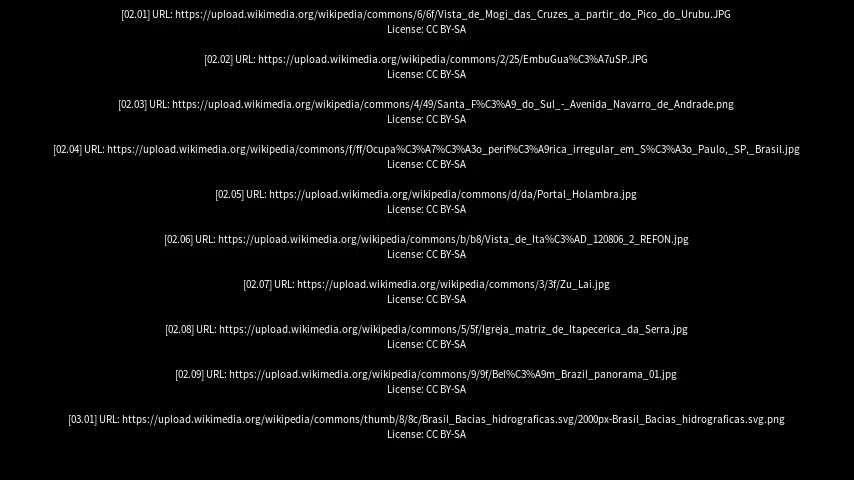 [02.01] URL: https://upload.wikimedia.org/wikipedia/commons/6/6f/Vista_de_Mogi_das_Cruzes_a_partir_do_Pico_do_Urubu.JPG
License: CC BY-SA
[02.02] URL: https://upload.wikimedia.org/wikipedia/commons/2/25/EmbuGua%C3%A7uSP.JPG
License: CC BY-SA
[02.03] URL: https://upload.wikimedia.org/wikipedia/commons/4/49/Santa_F%C3%A9_do_Sul_-_Avenida_Navarro_de_Andrade.png
License: CC BY-SA
[02.04] URL: https://upload.wikimedia.org/wikipedia/commons/f/ff/Ocupa%C3%A7%C3%A3o_perif%C3%A9rica_irregular_em_S%C3%A3o_Paulo,_SP,_Brasil.jpg
License: CC BY-SA
[02.05] URL: https://upload.wikimedia.org/wikipedia/commons/d/da/Portal_Holambra.jpg
License: CC BY-SA
[02.06] URL: https://upload.wikimedia.org/wikipedia/commons/b/b8/Vista_de_Ita%C3%AD_120806_2_REFON.jpg
License: CC BY-SA
[02.07] URL: https://upload.wikimedia.org/wikipedia/commons/3/3f/Zu_Lai.jpg
License: CC BY-SA
[02.08] URL: https://upload.wikimedia.org/wikipedia/commons/5/5f/Igreja_matriz_de_Itapecerica_da_Serra.jpg
License: CC BY-SA
[02.09] URL: https://upload.wikimedia.org/wikipedia/commons/9/9f/Bel%C3%A9m_Brazil_panorama_01.jpg
License: CC BY-SA
[03.01] URL: https://upload.wikimedia.org/wikipedia/commons/thumb/8/8c/Brasil_Bacias_hidrograficas.svg/2000px-Brasil_Bacias_hidrograficas.svg.png
License: CC BY-SA